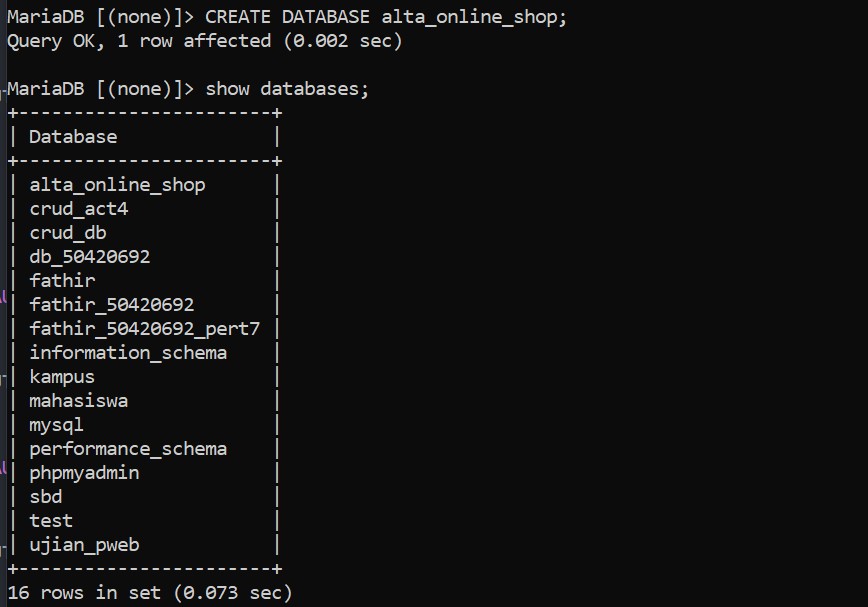 MariaDB [(none)]> CREATE DATABASE alta_online_shop;
Query OK, 1 row affected (0.002 sec)

MariaDB [(none)]> show databases;
+-----------------------+
| Database              |
+-----------------------+
| alta_online_shop      |
| crud_act4             |
| crud_db               |
| db_50420692           |
| fathir                |
| fathir_50420692       |
| fathir_50420692_pert7 |
| information_schema    |
| kampus                |
| mahasiswa             |
| mysql                 |
| performance_schema    |
| phpmyadmin            |
| sbd                   |
| test                  |
| ujian_pweb            |
+-----------------------+
16 rows in set (0.073 sec)